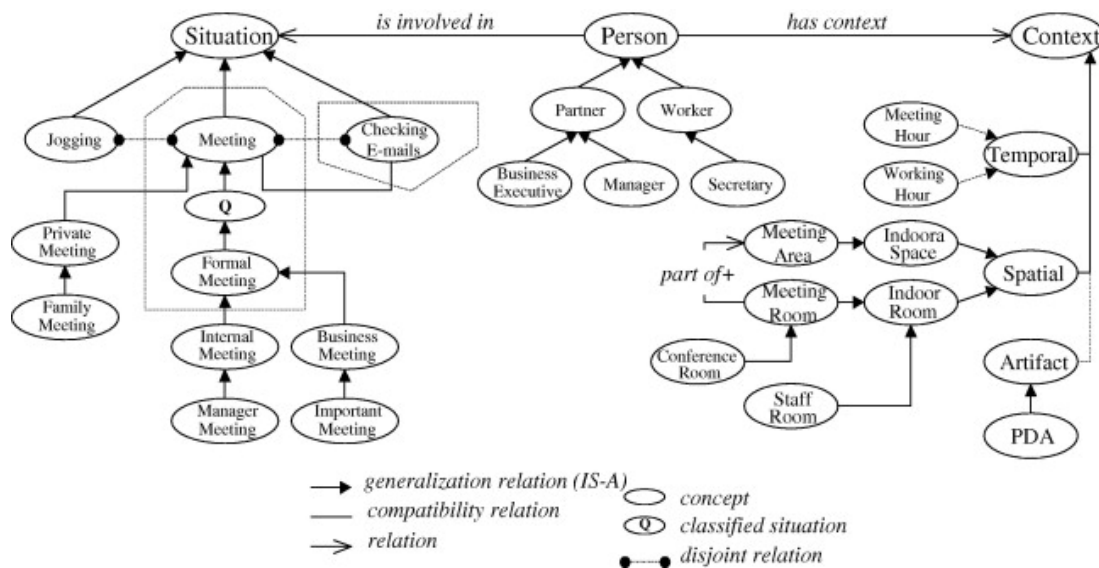 Situation
is involved in
Person
has context
Context
Jogging
Meeting
Checking
E-mails
Partner
Worker
Meeting
Hour
Temporal
Business
Executive
Manager
Secretary
Working
Hour
Q
Private
Meeting
Formal
Meeting
Meeting
Area
Indoora
Space
part of+
Spatial
Family
Meeting
Meeting
Room
Indoor
Room
Internal
Meeting
Business
Meeting
Conference
Room
Artifact
Manager
Meeting
Important
Meeting
Staff
Room
PDA
generalization relation (IS-A)
compatibility relation
relation
concept
Q
classified situation
disjoint relation